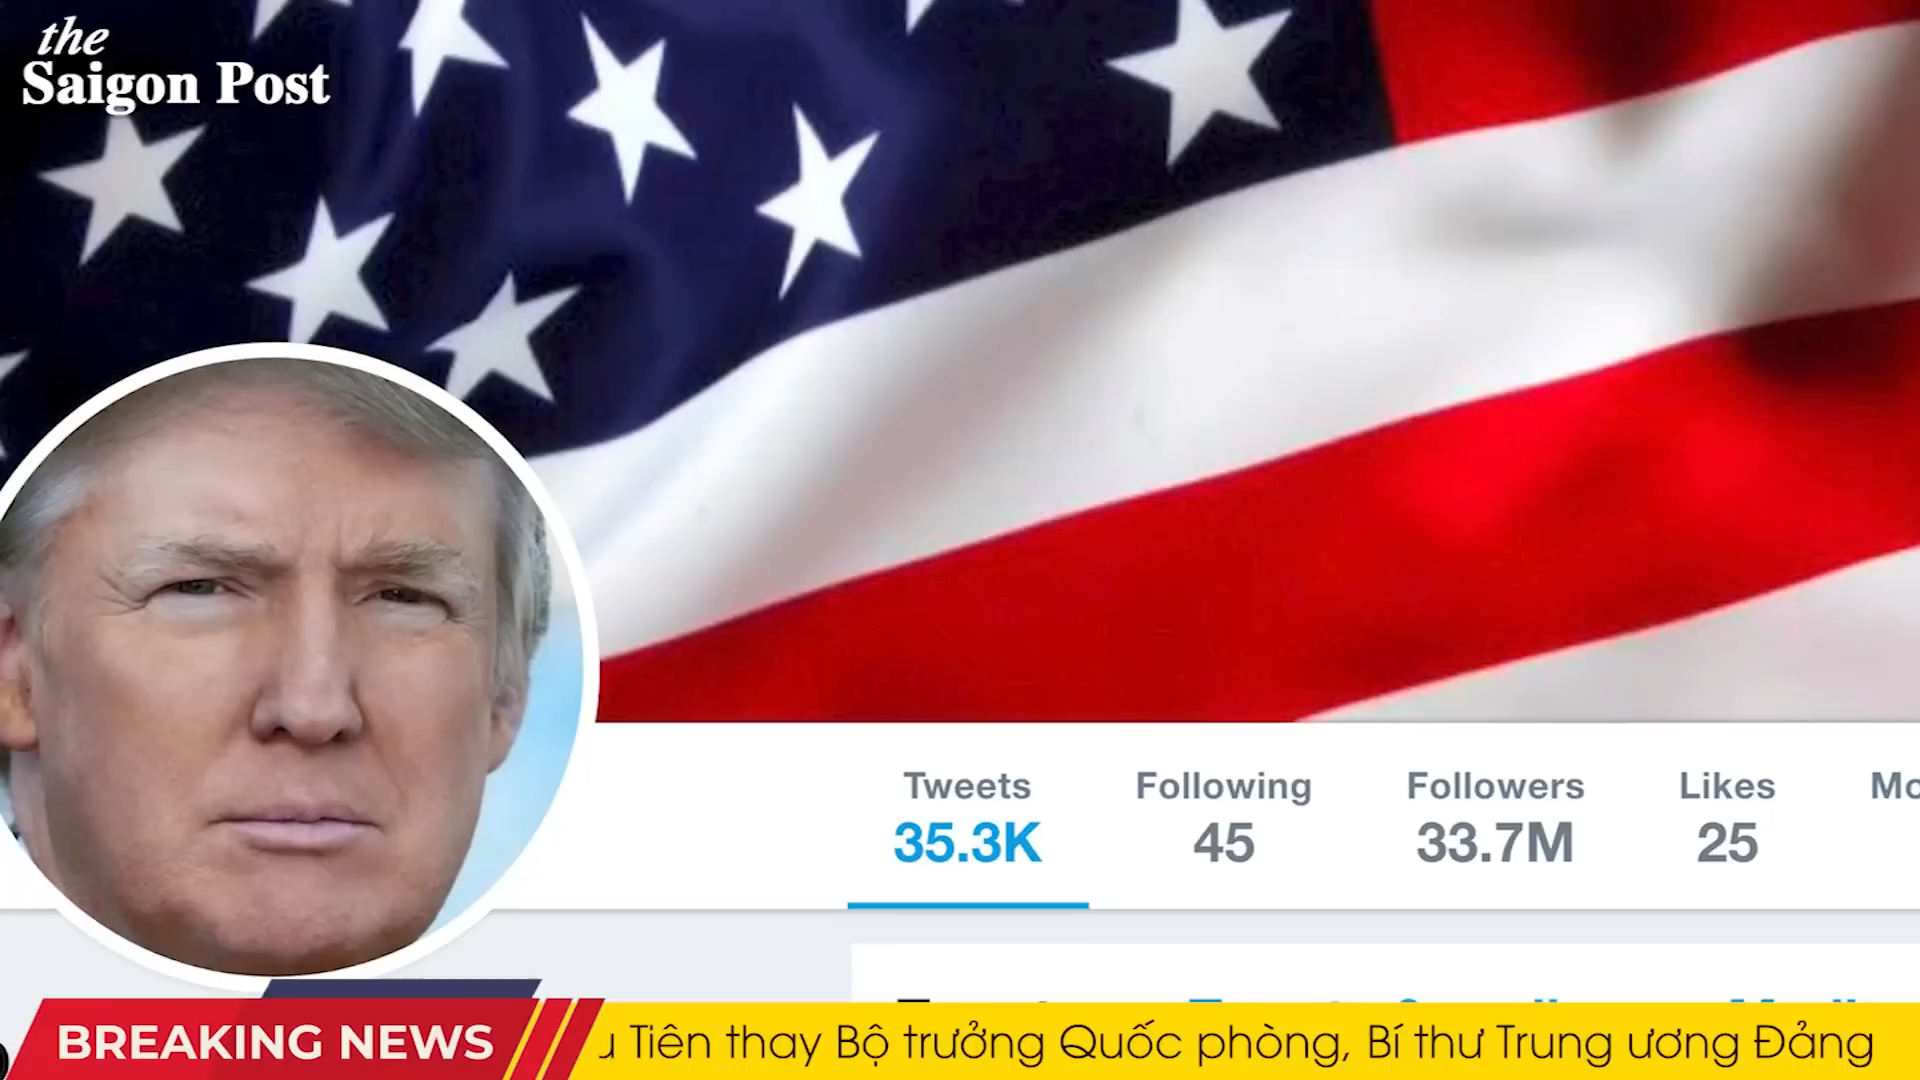 the
Saigon Post
Tweets Following Followers Likes
35.3K 45 33.7M 25
BREAKING NEWS
Tiên thay Bộ trưởng Quốc phòng, Bí thư Trung ương Đảng